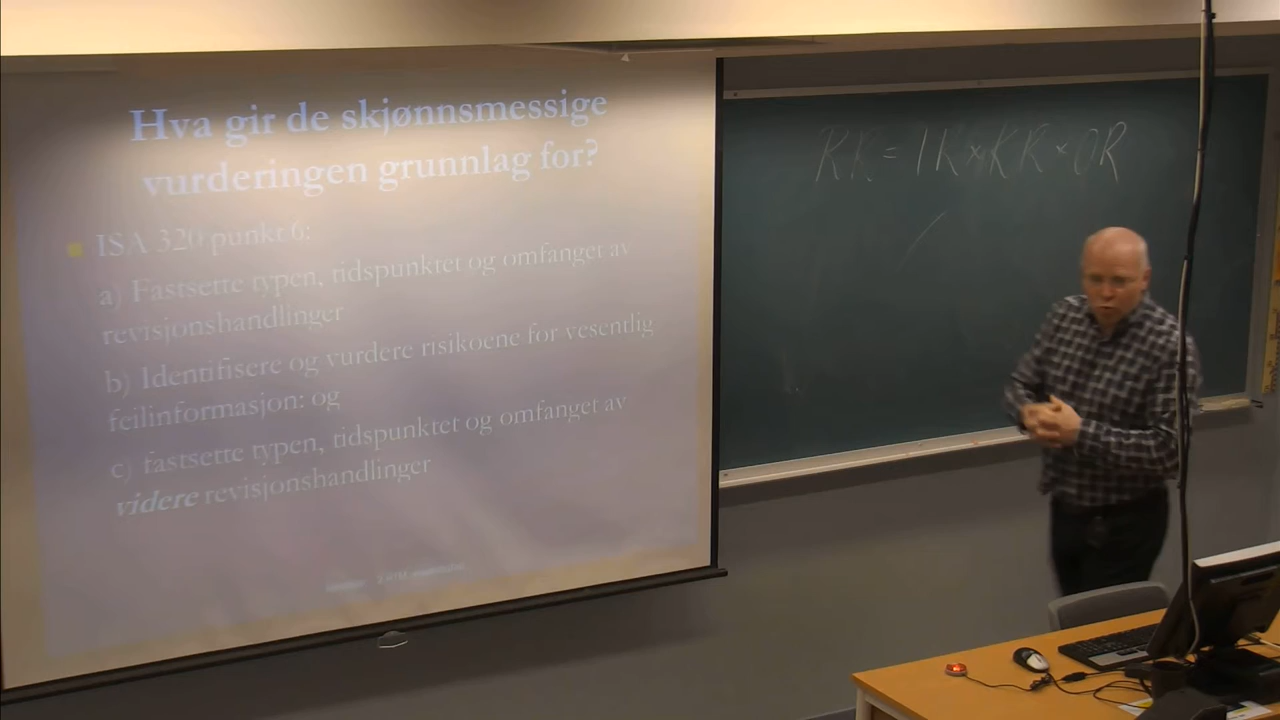 Hva gir de skjønnsmessige
vurderingen grunnlag for?
ISA 320 punkt 6:
a) Fastsette typen, tidspunktet og omfanget av
revisjonshandlinger
b) Identifisere og vurdere risikoene for vesentlig
feilinformasjon: og
c) fastsette typen, tidspunktet og omfanget av
videre revisjonshandlinger
RR = IR × KR × OR